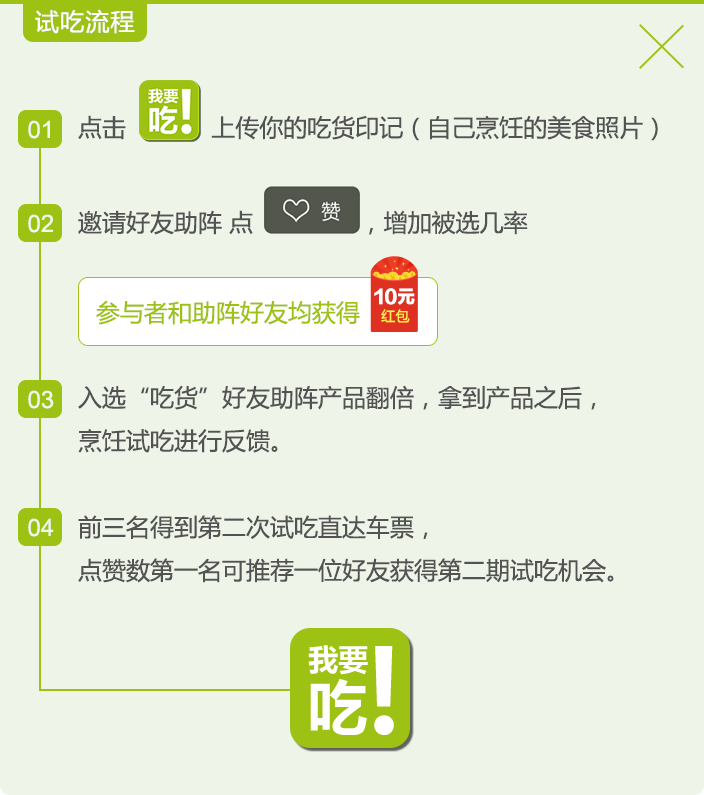 试吃流程
01 点击 我要吃! 上传你的吃货印记（自己烹饪的美食照片）
02 邀请好友助阵 点 赞 ，增加被选几率
参与者和助阵好友均获得 10元红包
03 入选“吃货”好友助阵产品翻倍，拿到产品之后，
烹饪试吃进行反馈。
04 前三名得到第二次试吃直达车票，
点赞数第一名可推荐一位好友获得第二期试吃机会。
我要
吃!